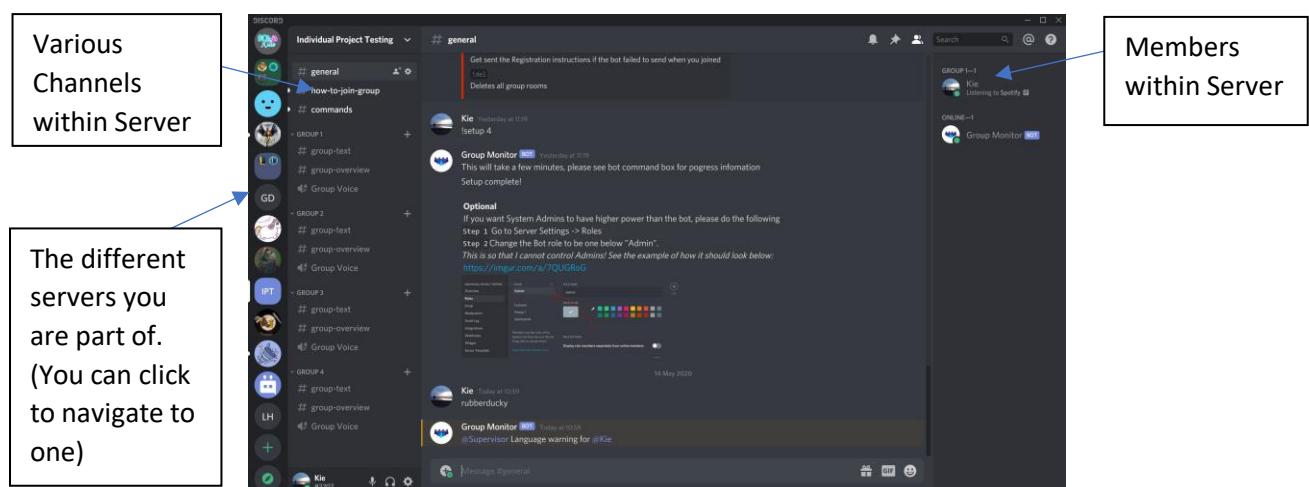 Various
Channels
within Server
The different
servers you
are part of.
(You can click
to navigate to
one)
DISCORD
GD
IPT
LH
Individual Project Testing
# general
# how-to-join-group
# commands
GROUP 1
# group-text
# group-overview
Group Voice
GROUP 2
# group-text
# group-overview
Group Voice
GROUP 3
# group-text
# group-overview
Group Voice
GROUP 4
# group-text
# group-overview
Group Voice
Kie
# general
Search
Get sent the Registration instructions if the bot failed to send when you joined
!del
Deletes all group rooms
Kie Yesterday at 11:19
!setup 4
Group Monitor BOT Yesterday at 11:19
This will take a few minutes, please see bot command box for pogress infomation
Setup complete!
Optional
If you want System Admins to have higher power than the bot, please do the following
Step 1 Go to Server Settings -> Roles
Step 2 Change the Bot role to be one below "Admin".
This is so that I cannot control Admins! See the example of how it should look below:
https://imgur.com/a/7QUGRoG
14 May 2020
Kie Today at 10:59
rubberducky
Group Monitor BOT Today at 10:59
@Supervisor Language warning for @Kie
Message #general
GIF
GROUP 1—1
Kie
Listening to Spotify
ONLINE—1
Group Monitor BOT
Members
within Server